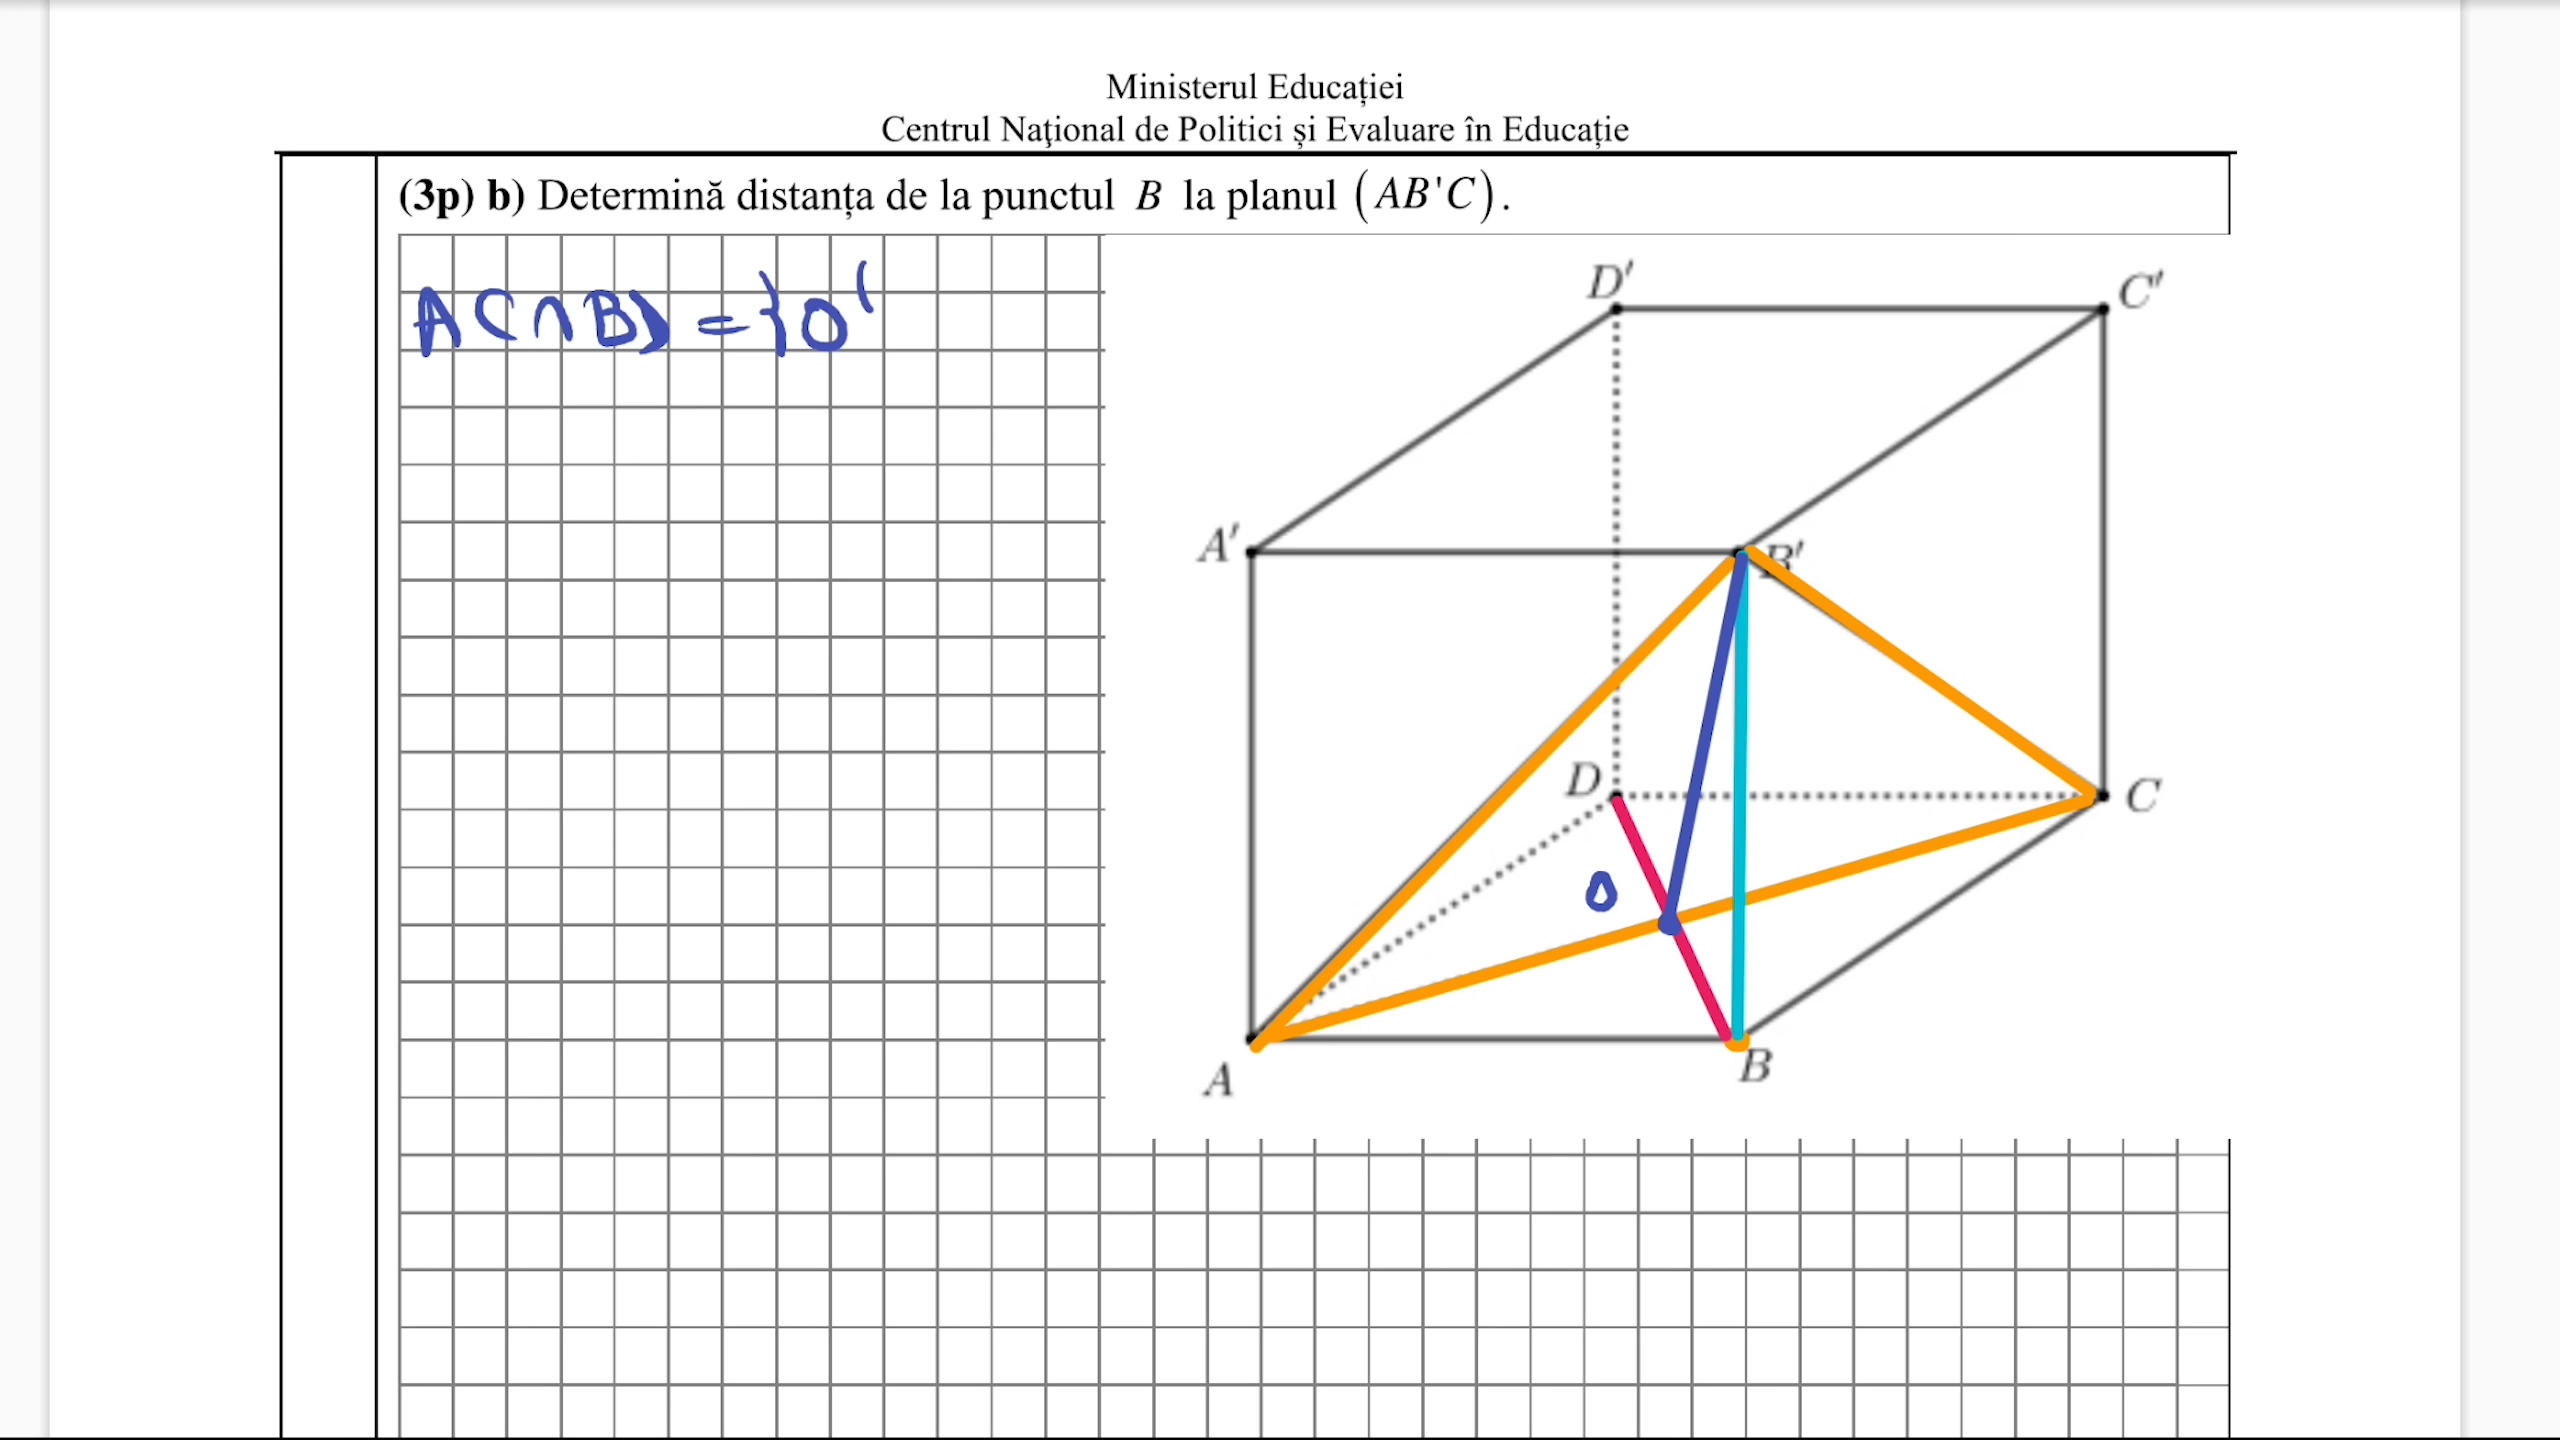 Ministerul Educației
Centrul Naţional de Politici și Evaluare în Educație
(3p) b) Determină distanța de la punctul B la planul (AB'C).
AC∩BD = {O
D'
C'
A'
B'
D
C
O
A
B